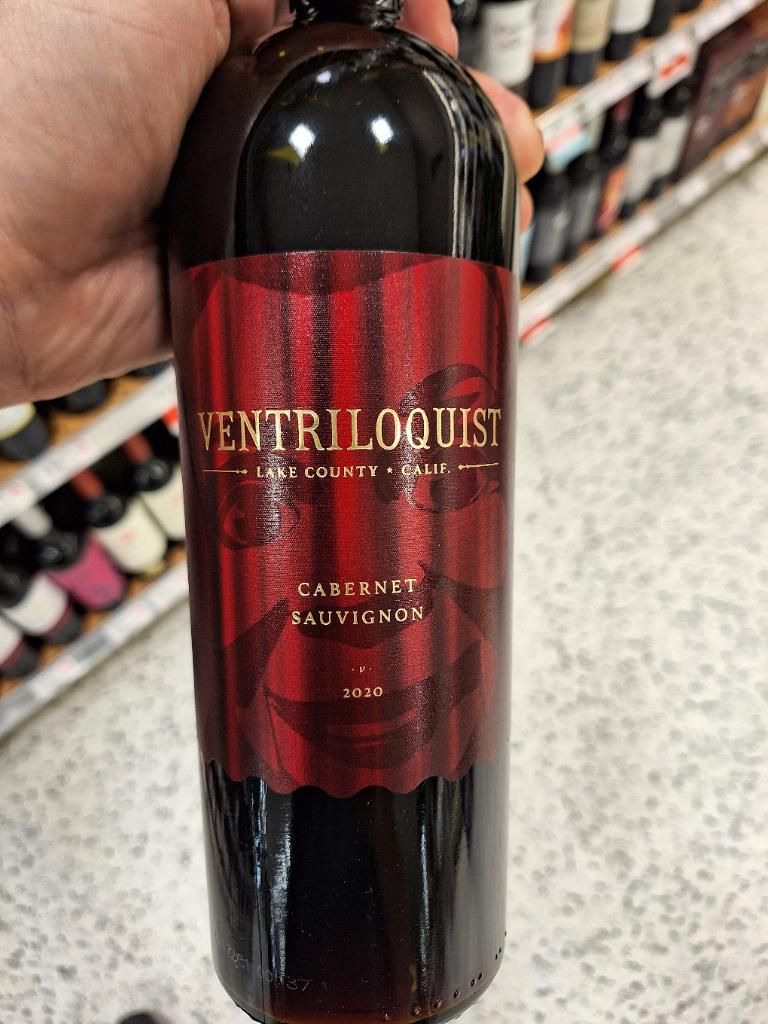 VENTRILOQUIST
LAKE COUNTY ★ CALIF.
CABERNET
SAUVIGNON
·V·
2020